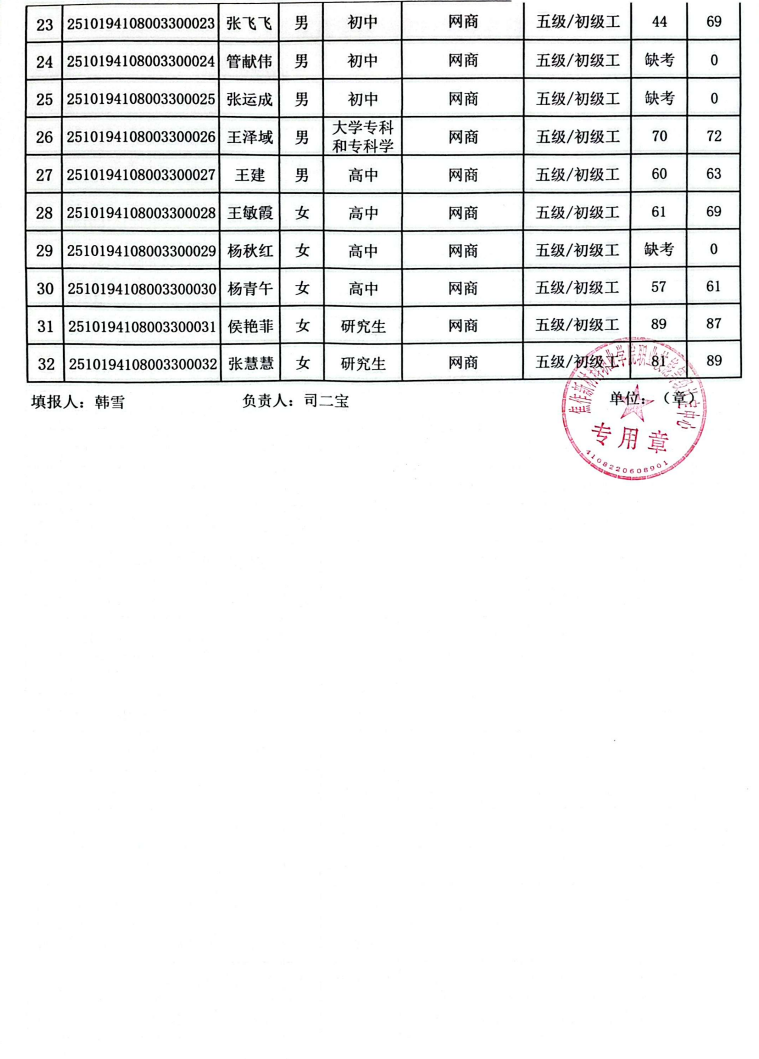 23 2510194108003300023 张飞飞 男 初中 网商 五级/初级工 44 69
24 2510194108003300024 管献伟 男 初中 网商 五级/初级工 缺考 0
25 2510194108003300025 张运成 男 初中 网商 五级/初级工 缺考 0
26 2510194108003300026 王泽域 男 大学专科和专科学 网商 五级/初级工 70 72
27 2510194108003300027 王建 男 高中 网商 五级/初级工 60 63
28 2510194108003300028 王敏霞 女 高中 网商 五级/初级工 61 69
29 2510194108003300029 杨秋红 女 高中 网商 五级/初级工 缺考 0
30 2510194108003300030 杨青午 女 高中 网商 五级/初级工 57 61
31 2510194108003300031 侯艳菲 女 研究生 网商 五级/初级工 89 87
32 2510194108003300032 张慧慧 女 研究生 网商 五级/初级工 81 89
填报人：韩雪 负责人：司二宝 单位：（章）
专用章
4108220608901